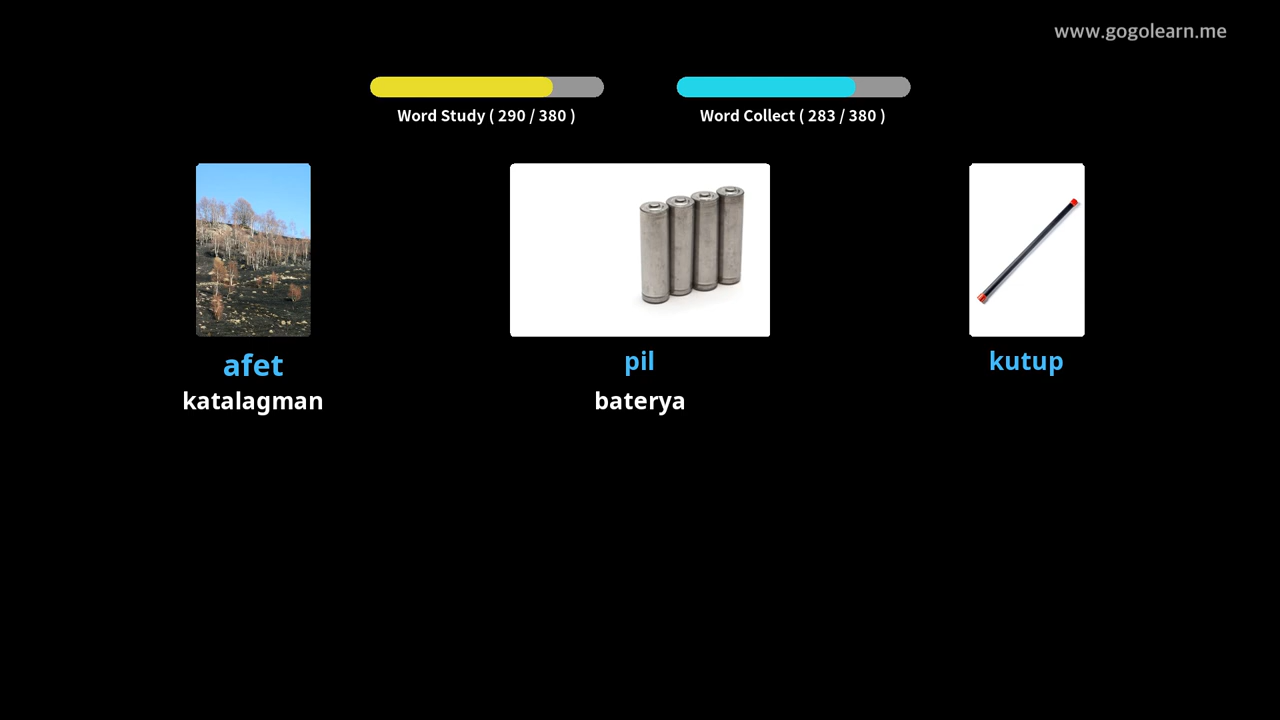 www.gogolearn.me
Word Study ( 290 / 380 )
Word Collect ( 283 / 380 )
afet
pil
kutup
katalagman
baterya